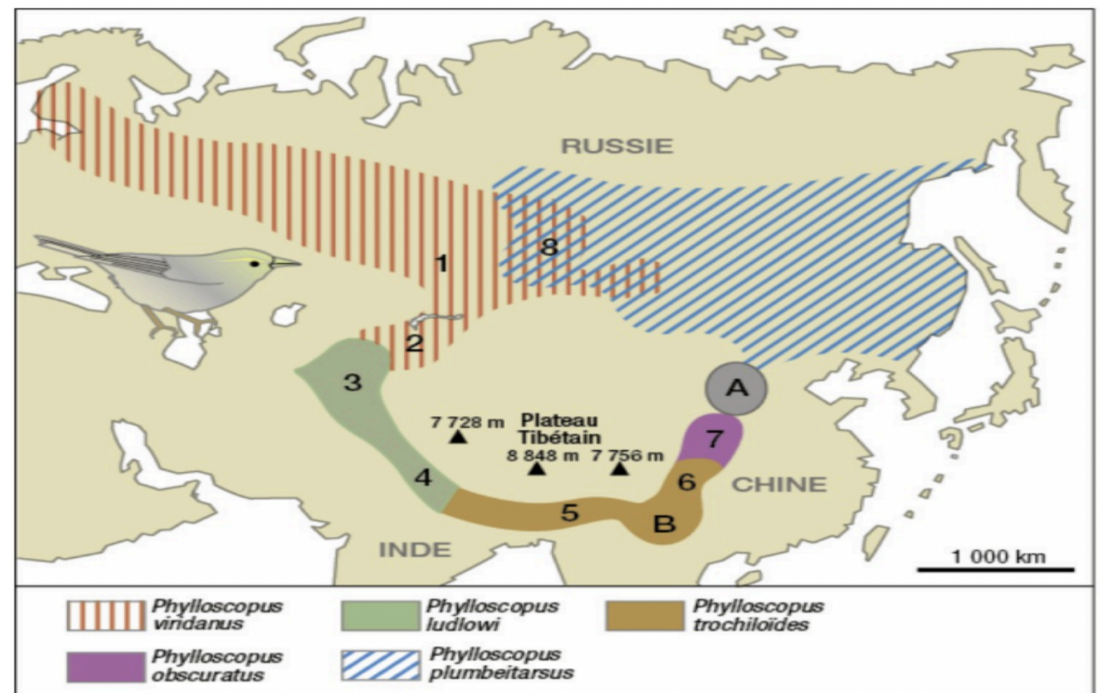 RUSSIE
8
1
2
3
A
7 728 m
Plateau
Tibétain
7
8 848 m
7 756 m
4
6
CHINE
5
B
INDE
1 000 km
Phylloscopus
viridanus
Phylloscopus
ludlowi
Phylloscopus
trochiloïdes
Phylloscopus
obscuratus
Phylloscopus
plumbeitarsus